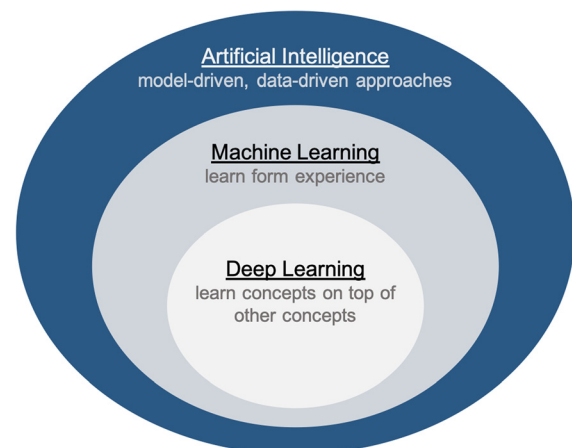 Artificial Intelligence
model-driven, data-driven approaches
Machine Learning
learn form experience
Deep Learning
learn concepts on top of
other concepts